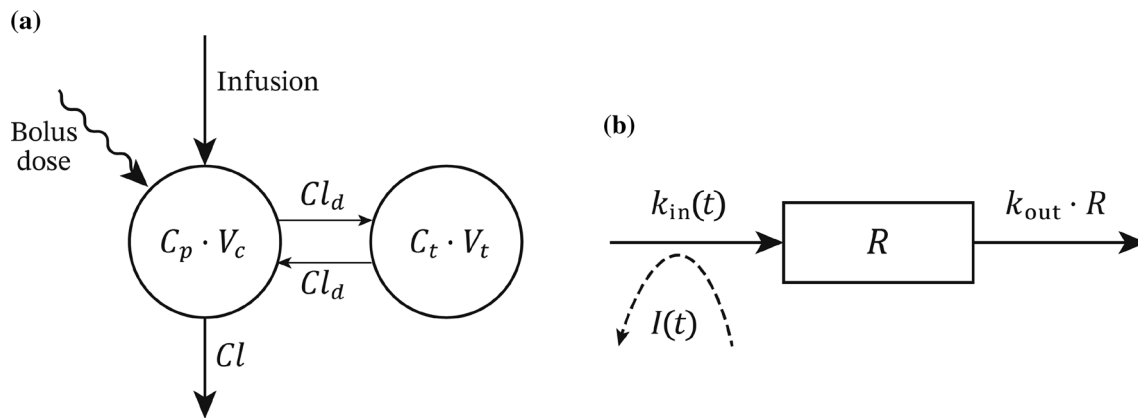 (a)
Infusion
Bolus
dose
Cl_d
C_p · V_c
C_t · V_t
Cl_d
Cl
(b)
k_in(t)
k_out · R
R
I(t)